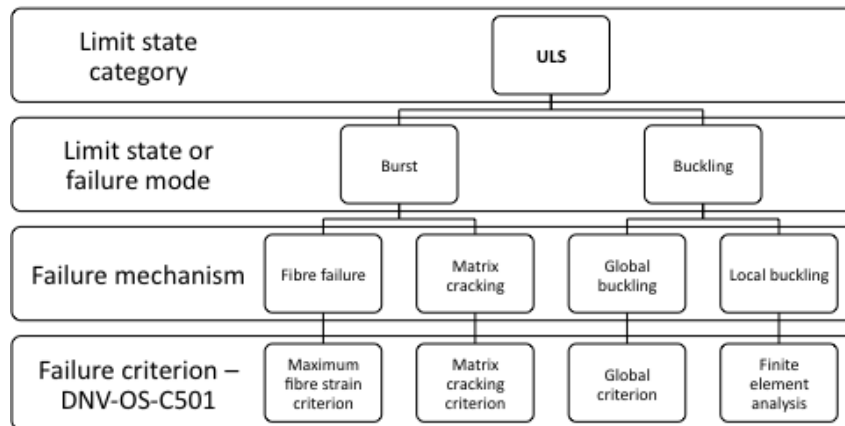 Limit state
category
ULS
Limit state or
failure mode
Burst
Buckling
Failure mechanism
Fibre failure
Matrix
cracking
Global
buckling
Local buckling
Failure criterion –
DNV-OS-C501
Maximum
fibre strain
criterion
Matrix
cracking
criterion
Global
criterion
Finite
element
analysis